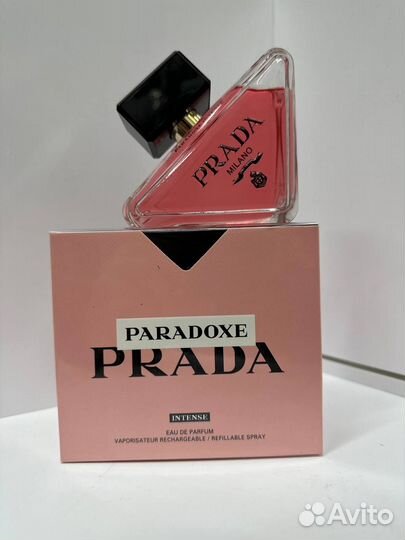 PRADA
MILANO
PARADOXE
PRADA
INTENSE
EAU DE PARFUM
VAPORISATEUR RECHARGEABLE / REFILLABLE SPRAY
Avito